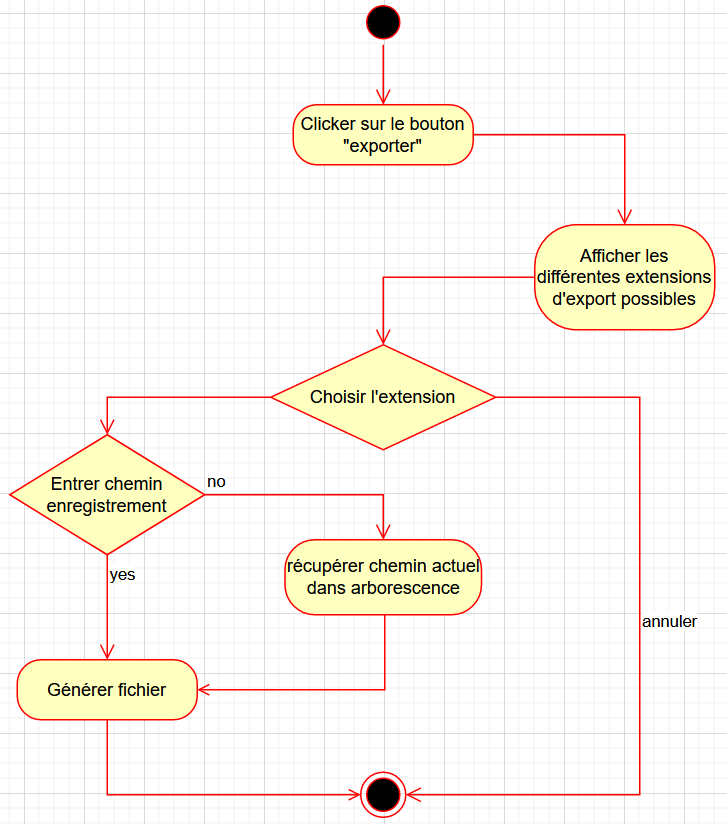 Clicker sur le bouton
"exporter"
Afficher les
différentes extensions
d'export possibles
Choisir l'extension
Entrer chemin
enregistrement
no
récupérer chemin actuel
dans arborescence
yes
annuler
Générer fichier